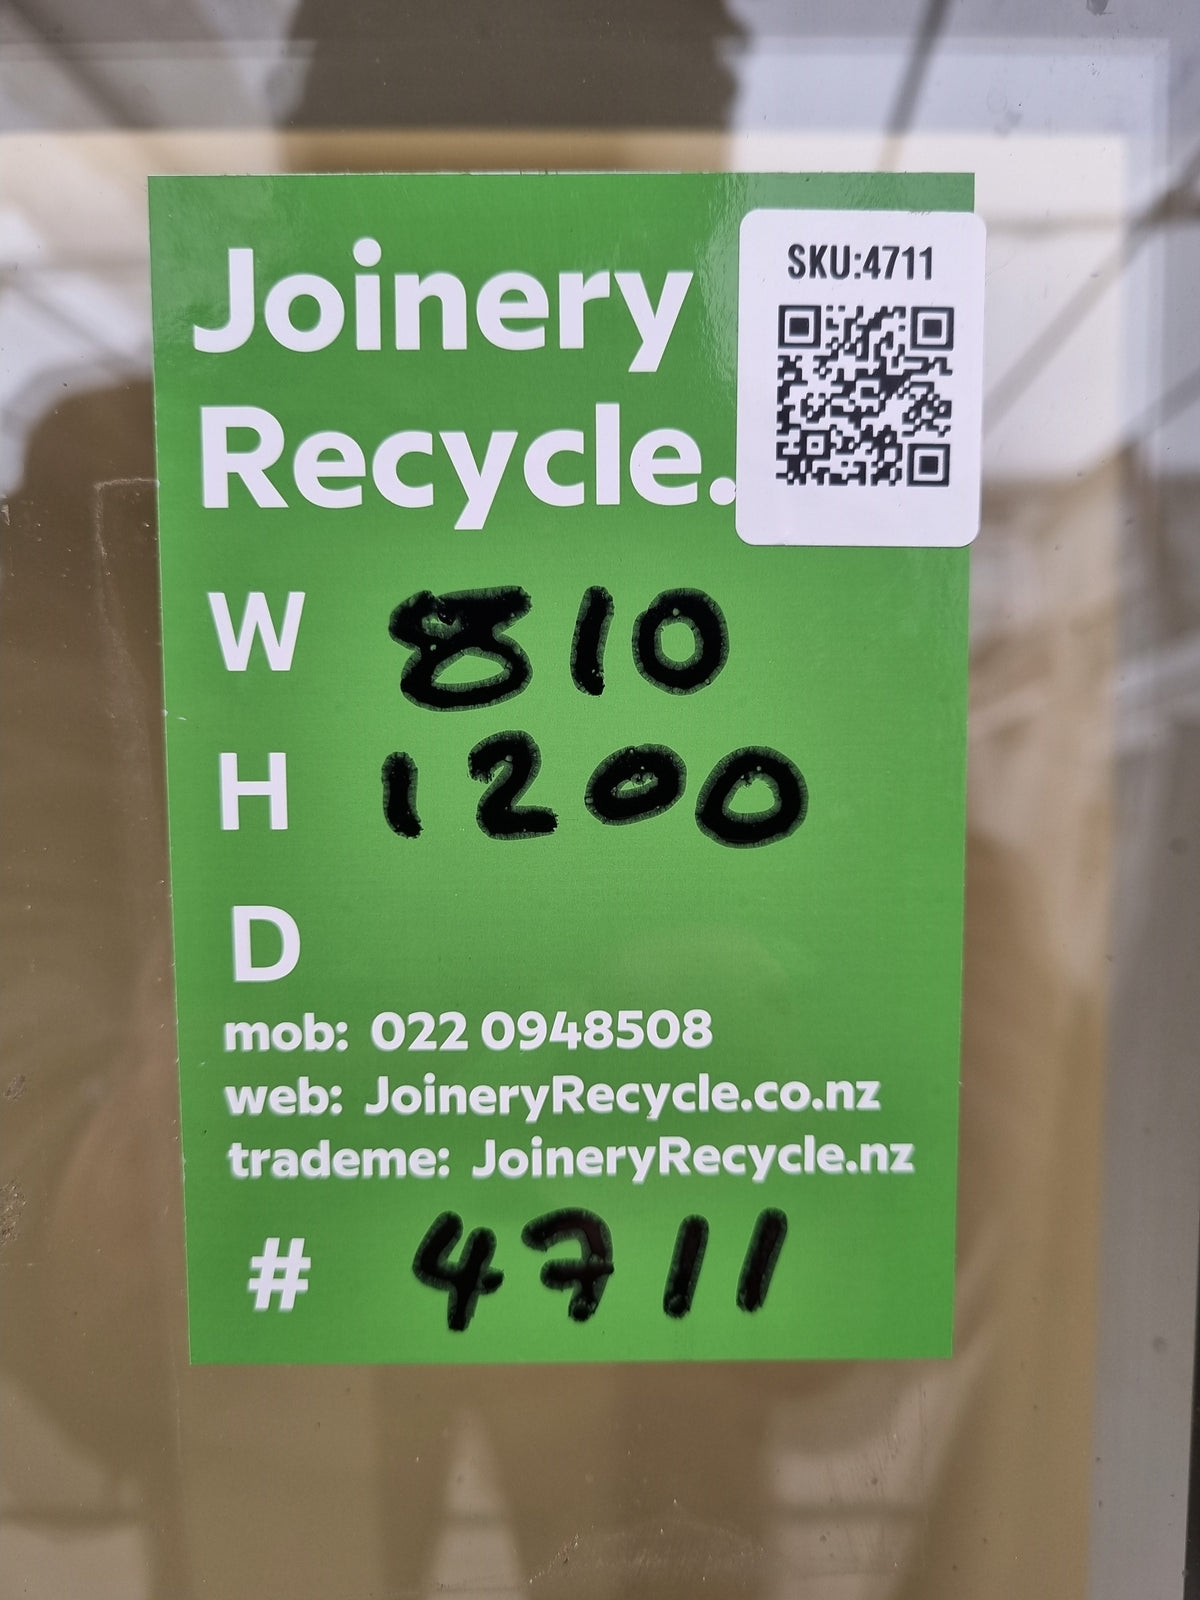 Joinery
Recycle.
SKU:4711
W 810
H 1200
D
mob: 022 0948508
web: JoineryRecycle.co.nz
trademe: JoineryRecycle.nz
# 4711